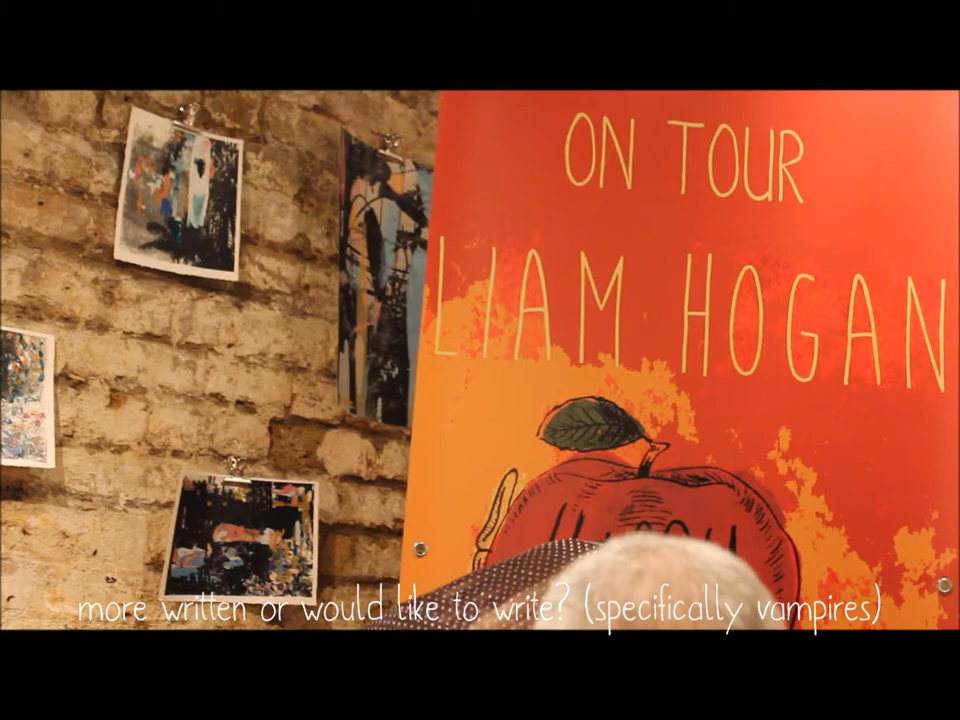 ON TOUR
LIAM HOGAN
more written or would like to write? (specifically vampires)